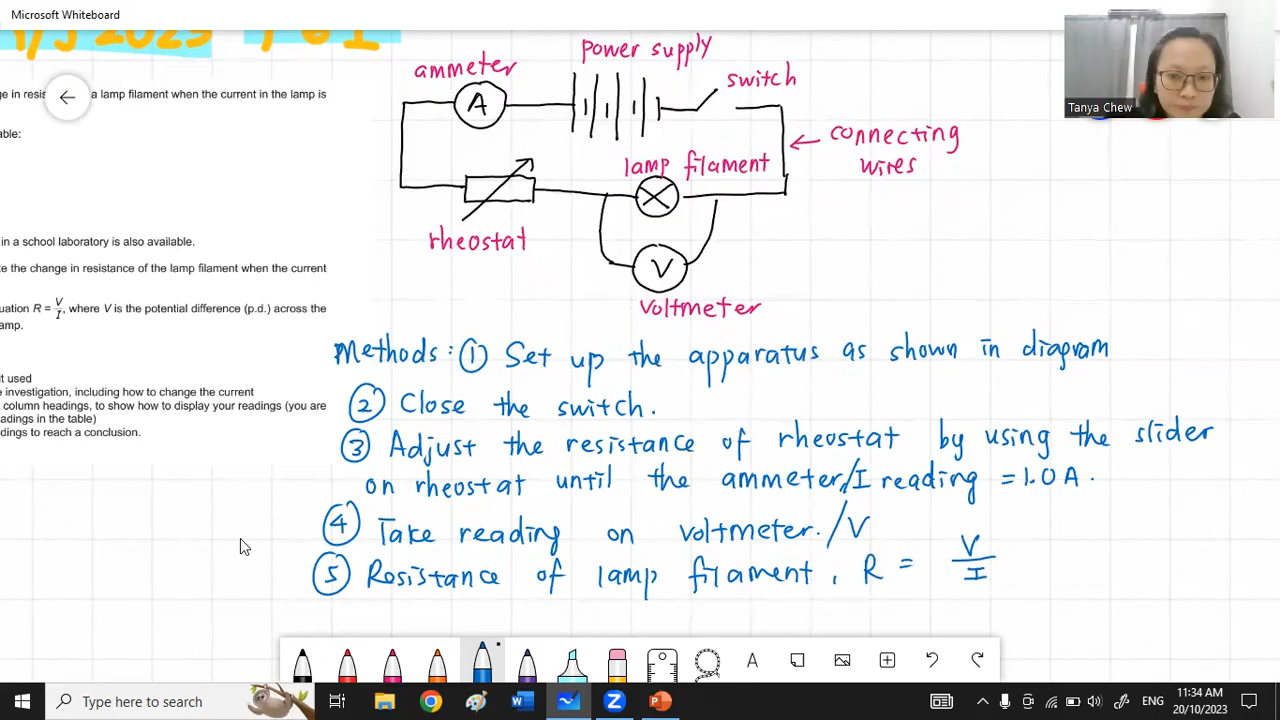 Microsoft Whiteboard
Tanya Chew
ammeter
A
power supply
switch
connecting
wires
lamp filament
rheostat
V
voltmeter
a lamp filament when the current in the lamp is
able:
in a school laboratory is also available.
te the change in resistance of the lamp filament when the current
uation R = V/I, where V is the potential difference (p.d.) across the
amp.
it used
e investigation, including how to change the current
column headings, to show how to display your readings (you are
adings in the table)
dings to reach a conclusion.
Methods: ① Set up the apparatus as shown in diagram
② Close the switch.
③ Adjust the resistance of rheostat by using the slider
on rheostat until the ammeter/I reading = 1.0 A.
④ Take reading on voltmeter./V
⑤ Resistance of lamp filament, R = V/I
A
Type here to search
ENG
11:34 AM
20/10/2023